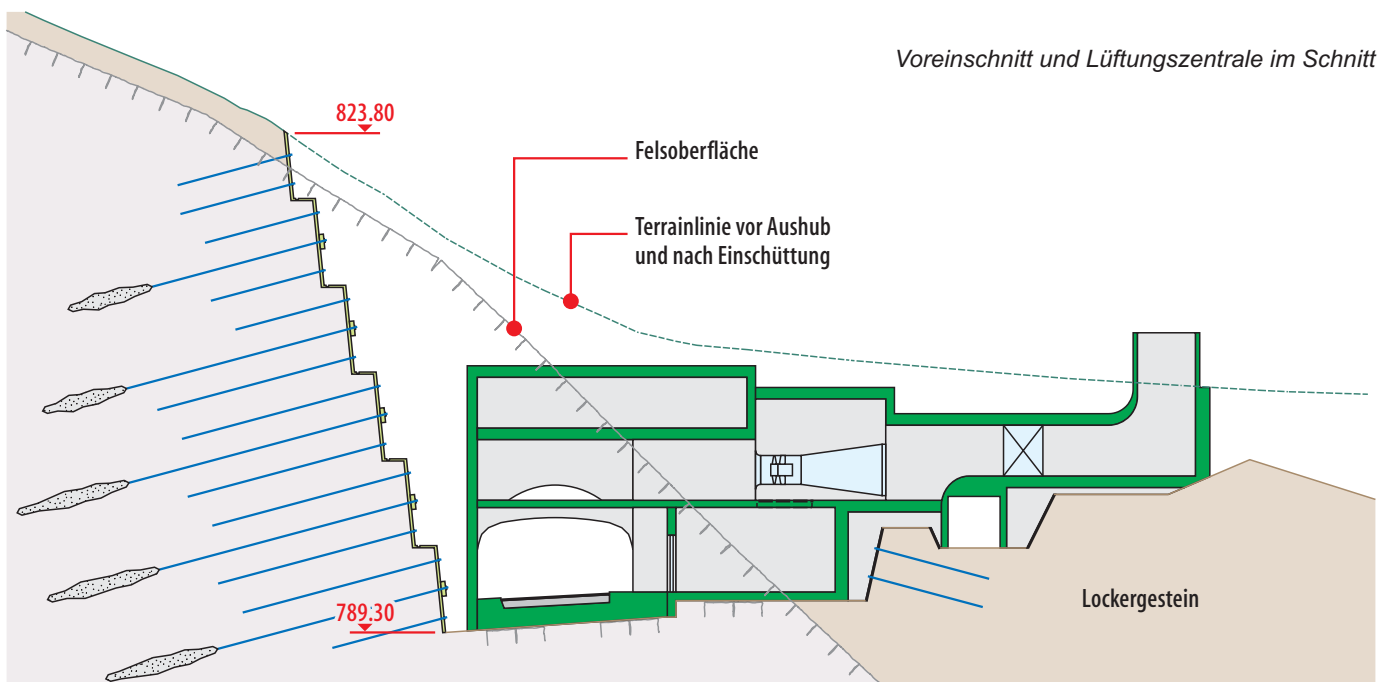 Voreinschnitt und Lüftungszentrale im Schnitt
823.80
Felsoberfläche
Terrainlinie vor Aushub
und nach Einschüttung
789.30
Lockergestein